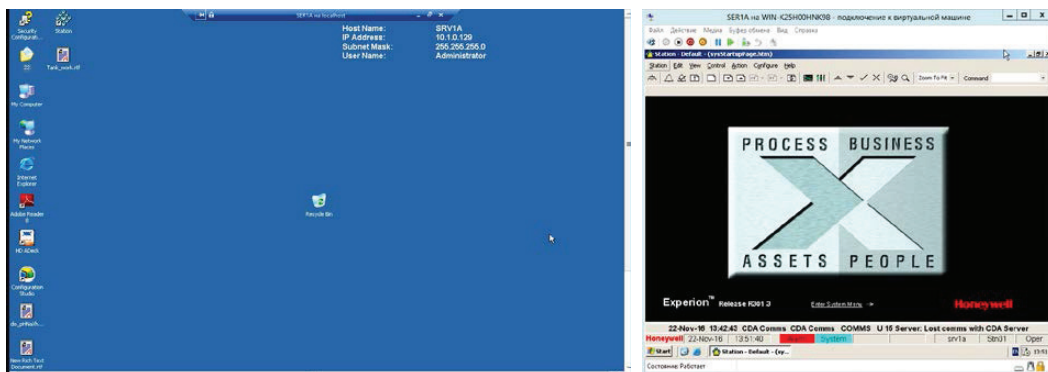 SER1A на localhost
Host Name: SRV1A
IP Address: 10.1.0.129
Subnet Mask: 255.255.255.0
User Name: Administrator
Security
Configurati...
Station
Tank_work.rtf
My Computer
My Network
Places
Internet
Explorer
Adobe Reader
8
Configuration
Studio
New Rich Text
Document.rtf
Recycle Bin
SER1A на WIN-K25H00HNK98 - подключение к виртуальной машине
Файл Действие Медиа Буфер обмена Вид Справка
Station - Default - (sysStartupPage.htm)
Station Edit View Control Action Configure Help
Zoom To Fit Command
PROCESS BUSINESS
ASSETS PEOPLE
Experion™ Release R301.3 Enter System Menu Honeywell
22-Nov-16 13:42:43 CDA Comms CDA Comms COMMS U 16 Server: Lost comms with CDA Server
Honeywell 22-Nov-16 13:51:40 Alarm System srv1a Stn01 Oper
Start Station - Default - (sy... 13:51
Состояние: Работает